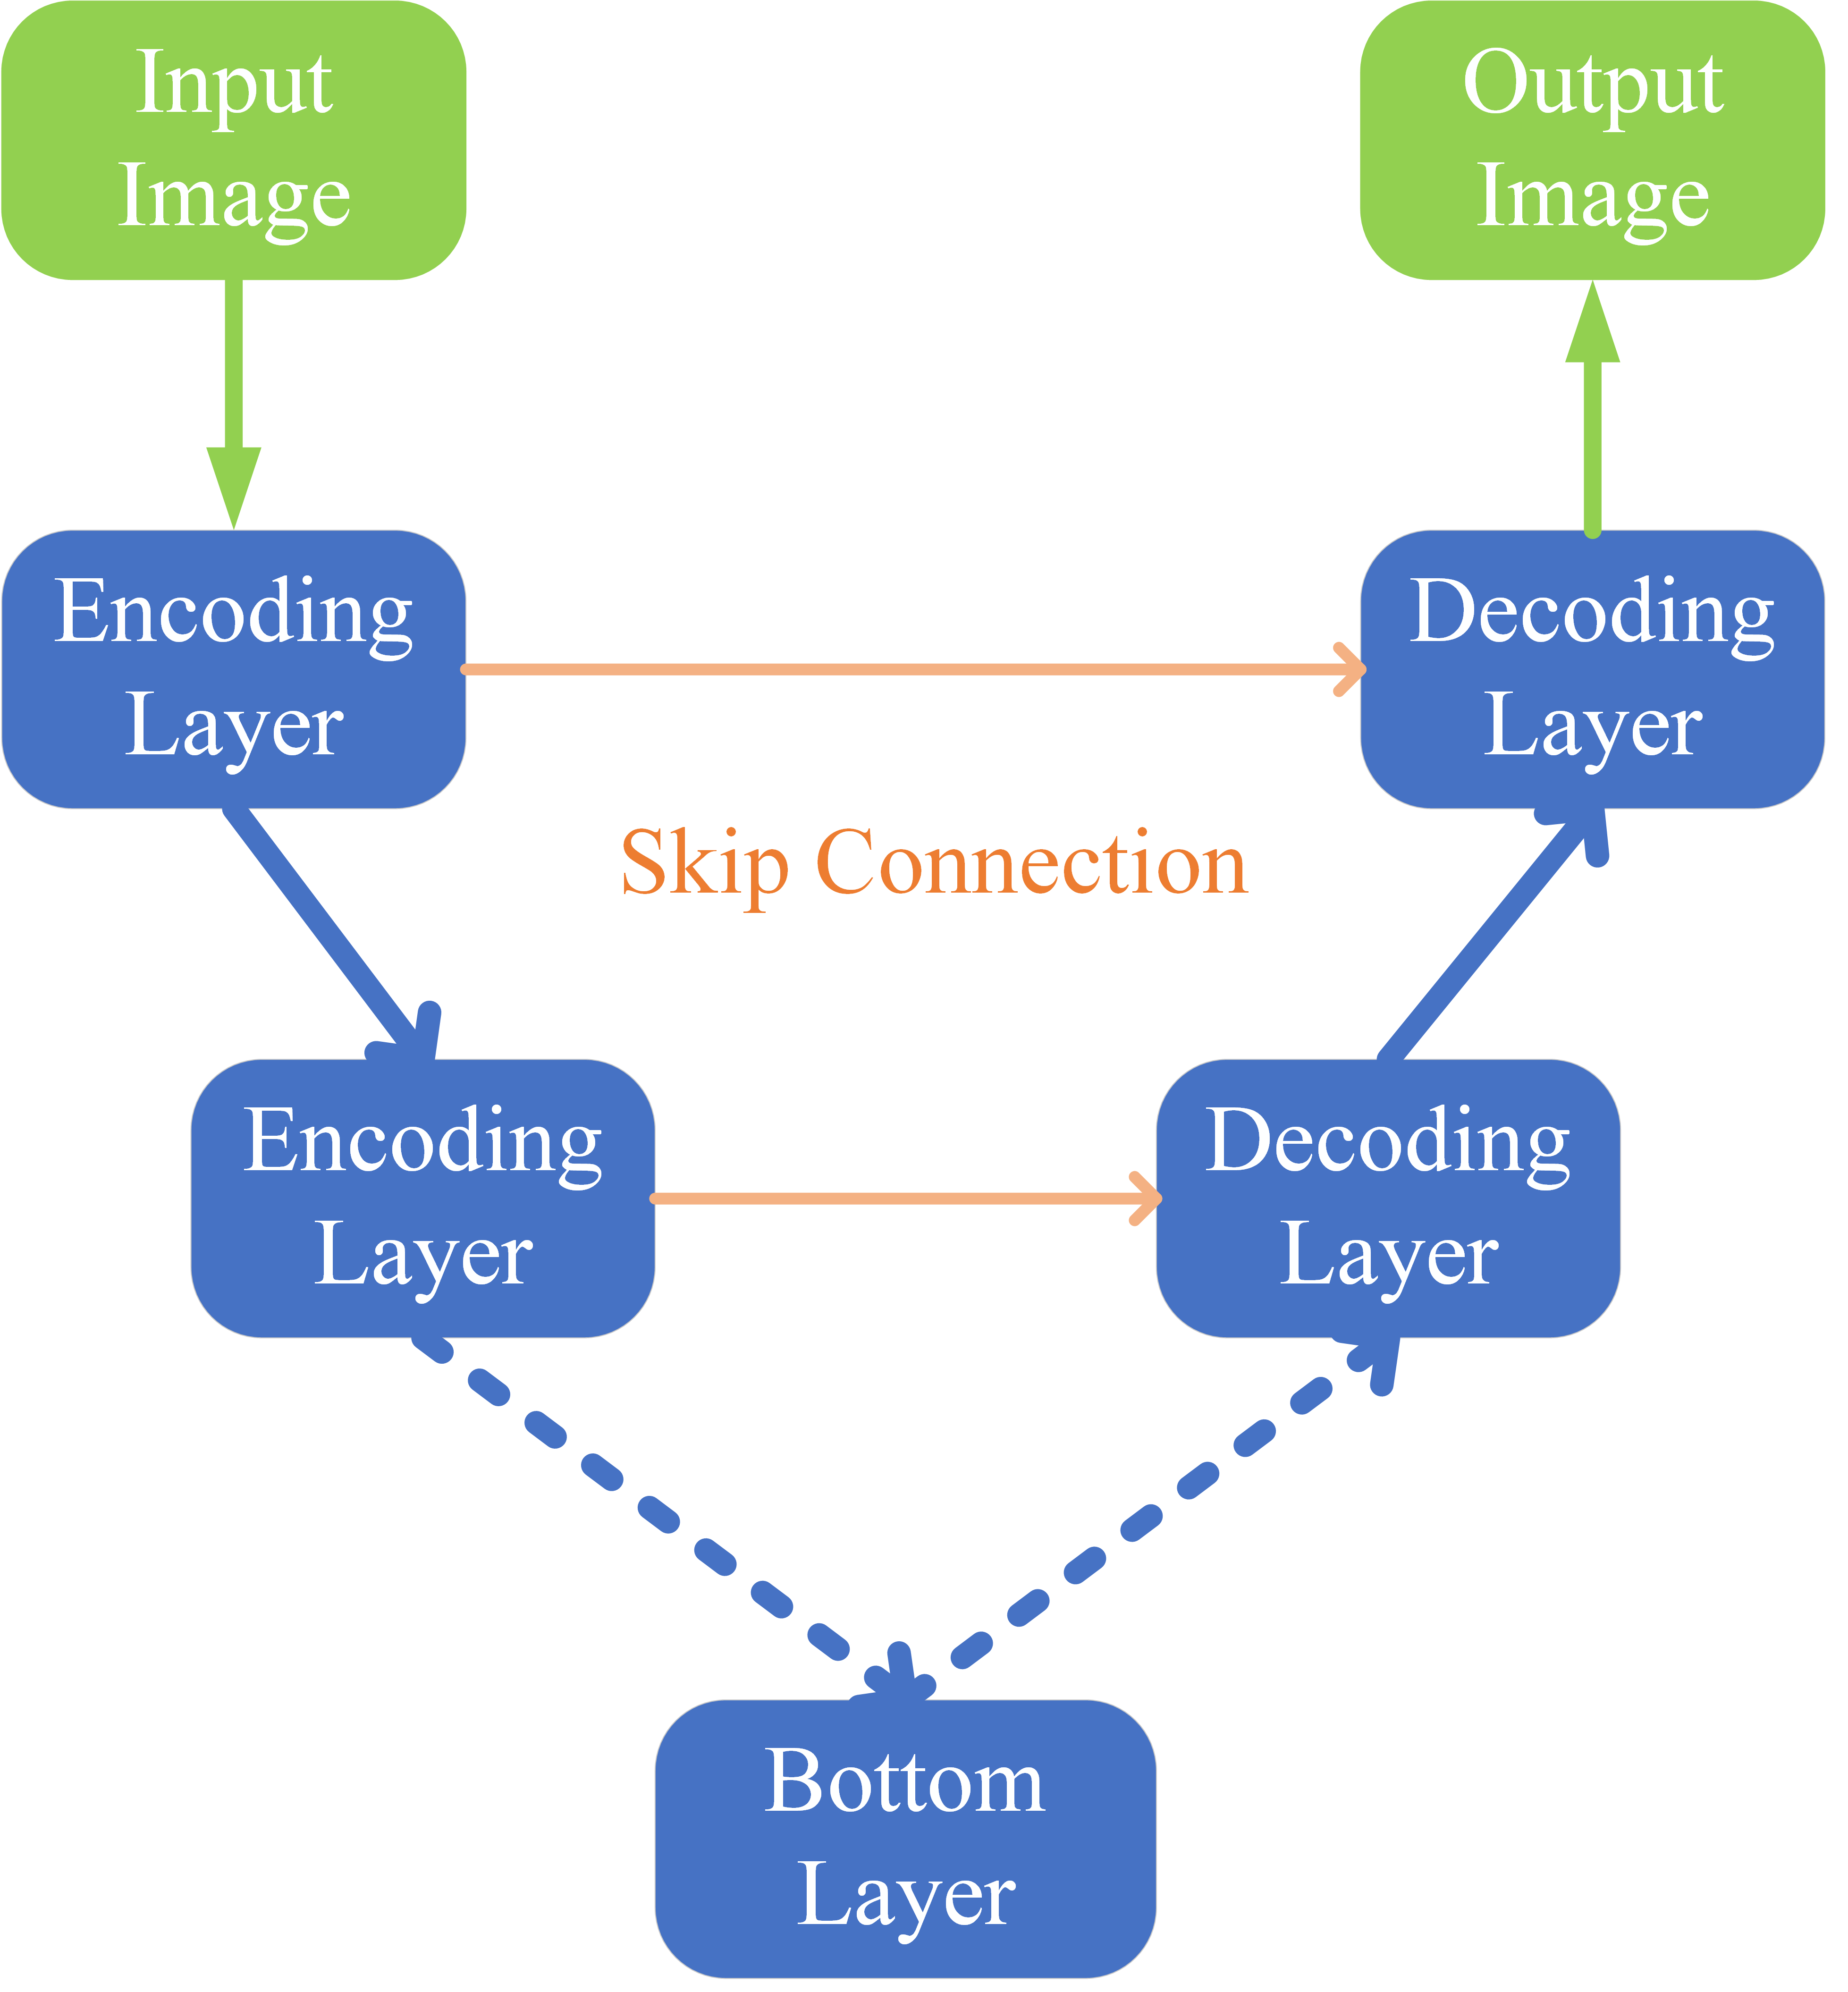 Input
Image
Output
Image
Encoding
Layer
Decoding
Layer
Skip Connection
Encoding
Layer
Decoding
Layer
Bottom
Layer